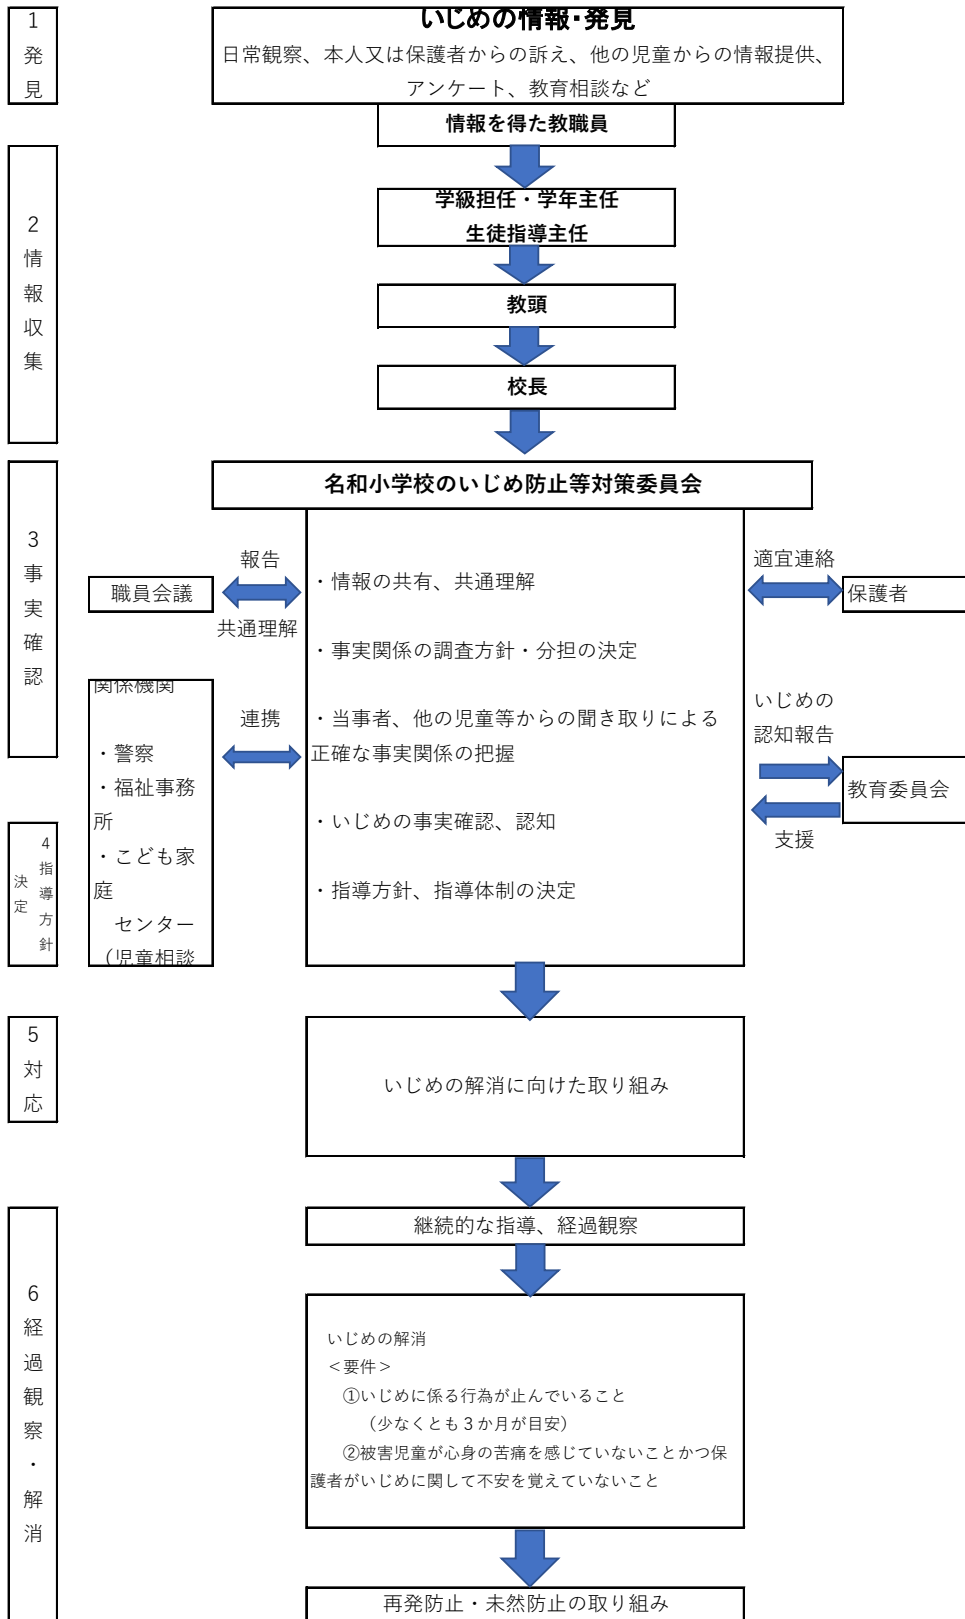 1
発
見
いじめの情報・発見
日常観察、本人又は保護者からの訴え、他の児童からの情報提供、
アンケート、教育相談など
情報を得た教職員
2
情
報
収
集
学級担任・学年主任
生徒指導主任
教頭
校長
3
事
実
確
認
名和小学校のいじめ防止等対策委員会
報告
職員会議
共通理解
・情報の共有、共通理解
・事実関係の調査方針・分担の決定
・当事者、他の児童等からの聞き取りによる
正確な事実関係の把握
・いじめの事実確認、認知
・指導方針、指導体制の決定
適宜連絡
保護者
関係機関
・警察
・福祉事務
所
・こども家
庭
センター
（児童相談
連携
いじめの
認知報告
教育委員会
支援
4指導方針
決定
5
対
応
いじめの解消に向けた取り組み
6
経
過
観
察
・
解
消
継続的な指導、経過観察
いじめの解消
＜要件＞
①いじめに係る行為が止んでいること
（少なくとも３か月が目安）
②被害児童が心身の苦痛を感じていないことかつ保
護者がいじめに関して不安を覚えていないこと
再発防止・未然防止の取り組み